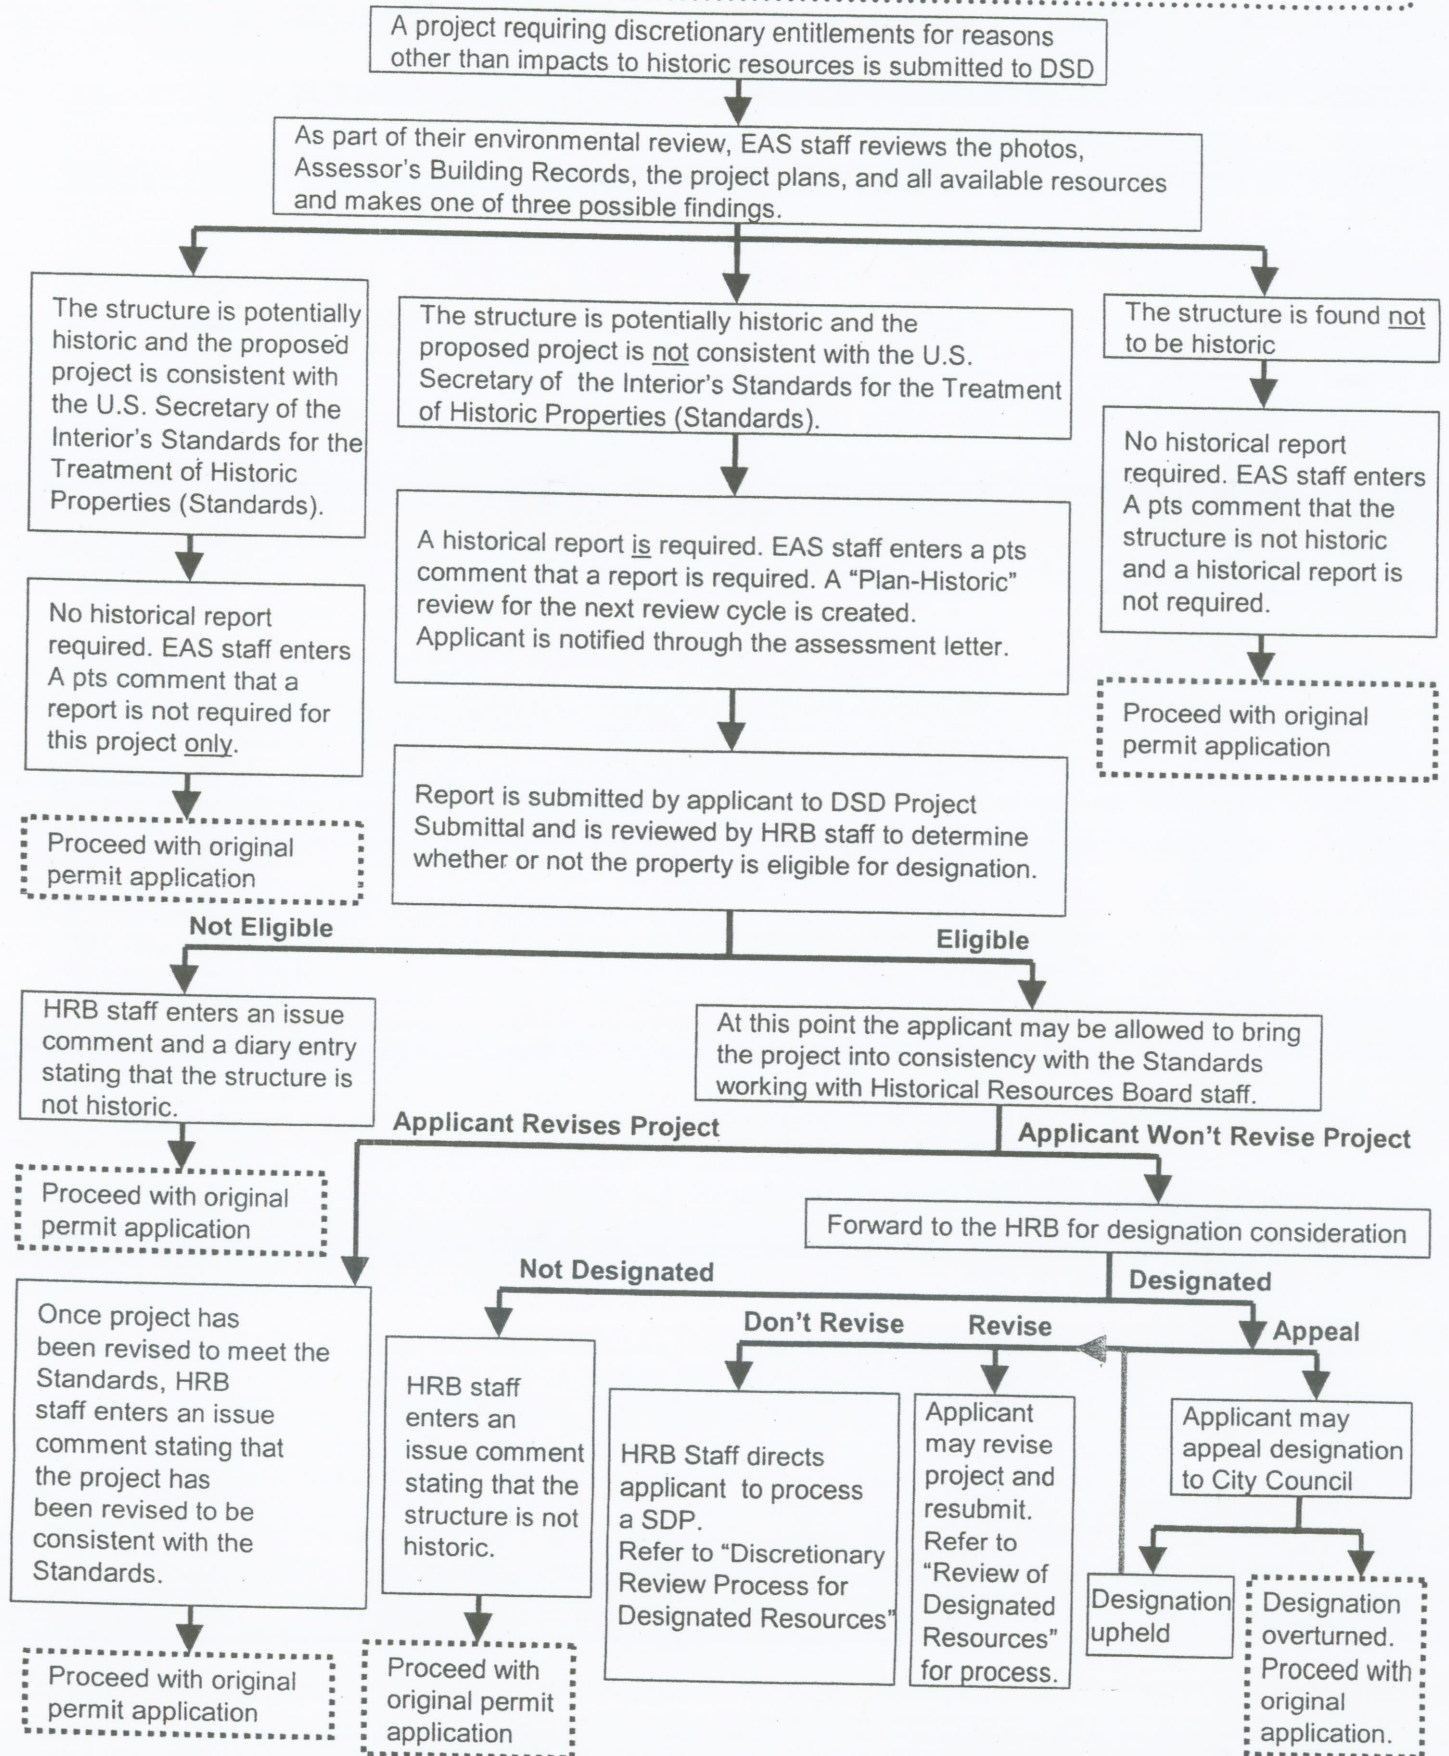 A project requiring discretionary entitlements for reasons
other than impacts to historic resources is submitted to DSD
As part of their environmental review, EAS staff reviews the photos,
Assessor's Building Records, the project plans, and all available resources
and makes one of three possible findings.
The structure is potentially
historic and the proposed
project is consistent with
the U.S. Secretary of the
Interior's Standards for the
Treatment of Historic
Properties (Standards).
The structure is potentially historic and the
proposed project is not consistent with the U.S.
Secretary of the Interior's Standards for the Treatment
of Historic Properties (Standards).
The structure is found not
to be historic
No historical report
required. EAS staff enters
A pts comment that a
report is not required for
this project only.
A historical report is required. EAS staff enters a pts
comment that a report is required. A “Plan-Historic”
review for the next review cycle is created.
Applicant is notified through the assessment letter.
No historical report
required. EAS staff enters
A pts comment that the
structure is not historic
and a historical report is
not required.
Proceed with original
permit application
Report is submitted by applicant to DSD Project
Submittal and is reviewed by HRB staff to determine
whether or not the property is eligible for designation.
Proceed with original
permit application
Not Eligible
Eligible
HRB staff enters an issue
comment and a diary entry
stating that the structure is
not historic.
At this point the applicant may be allowed to bring
the project into consistency with the Standards
working with Historical Resources Board staff.
Applicant Revises Project
Applicant Won't Revise Project
Proceed with original
permit application
Forward to the HRB for designation consideration
Not Designated
Designated
Don't Revise
Revise
Appeal
Once project has
been revised to meet the
Standards, HRB
staff enters an issue
comment stating that
the project has
been revised to be
consistent with the
Standards.
HRB staff
enters an
issue comment
stating that the
structure is not
historic.
HRB Staff directs
applicant to process
a SDP.
Refer to “Discretionary
Review Process for
Designated Resources”
Applicant
may revise
project and
resubmit.
Refer to
“Review of
Designated
Resources”
for process.
Applicant may
appeal designation
to City Council
Designation
upheld
Designation
overturned.
Proceed with
original
application.
Proceed with original
permit application
Proceed with
original permit
application